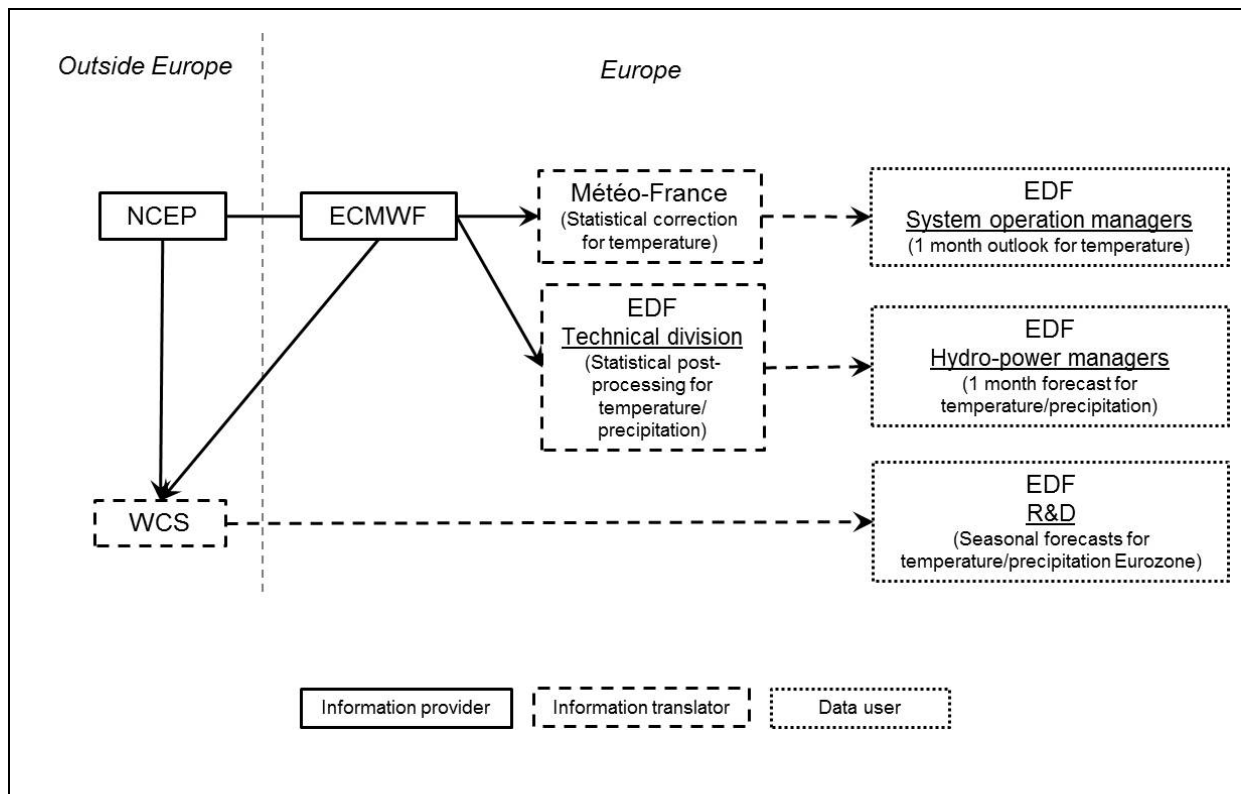 Outside Europe
Europe
NCEP
ECMWF
Météo-France
(Statistical correction
for temperature)
EDF
System operation managers
(1 month outlook for temperature)
EDF
Technical division
(Statistical post-
processing for
temperature/
precipitation)
EDF
Hydro-power managers
(1 month forecast for
temperature/precipitation)
WCS
EDF
R&D
(Seasonal forecasts for
temperature/precipitation Eurozone)
Information provider
Information translator
Data user